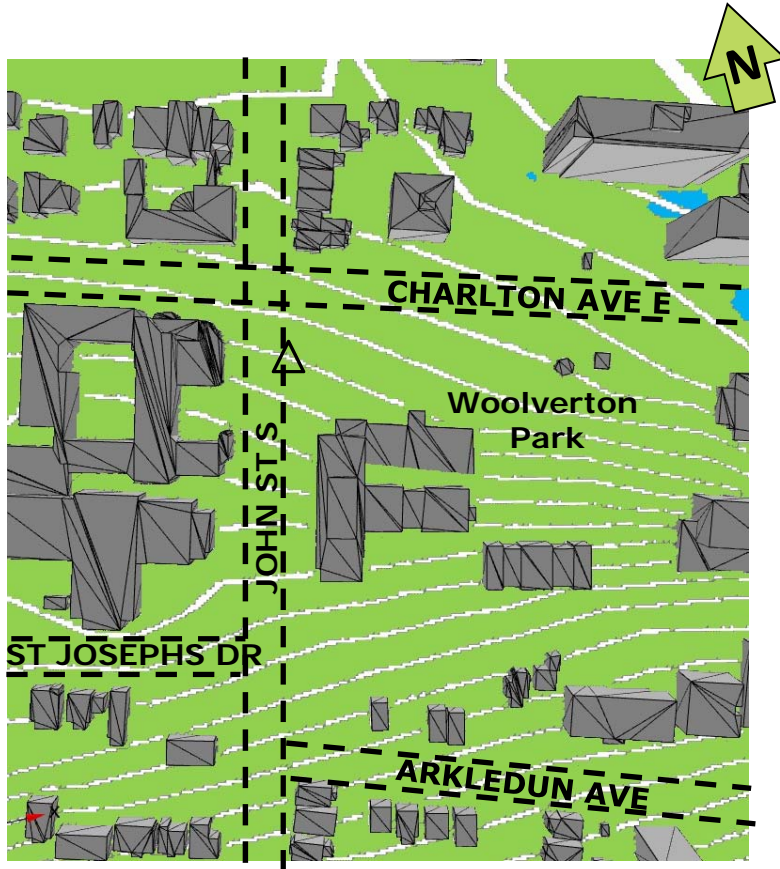 N
CHARLTON AVE E
Woolverton
Park
JOHN ST S
ST JOSEPHS DR
ARKLEDUN AVE